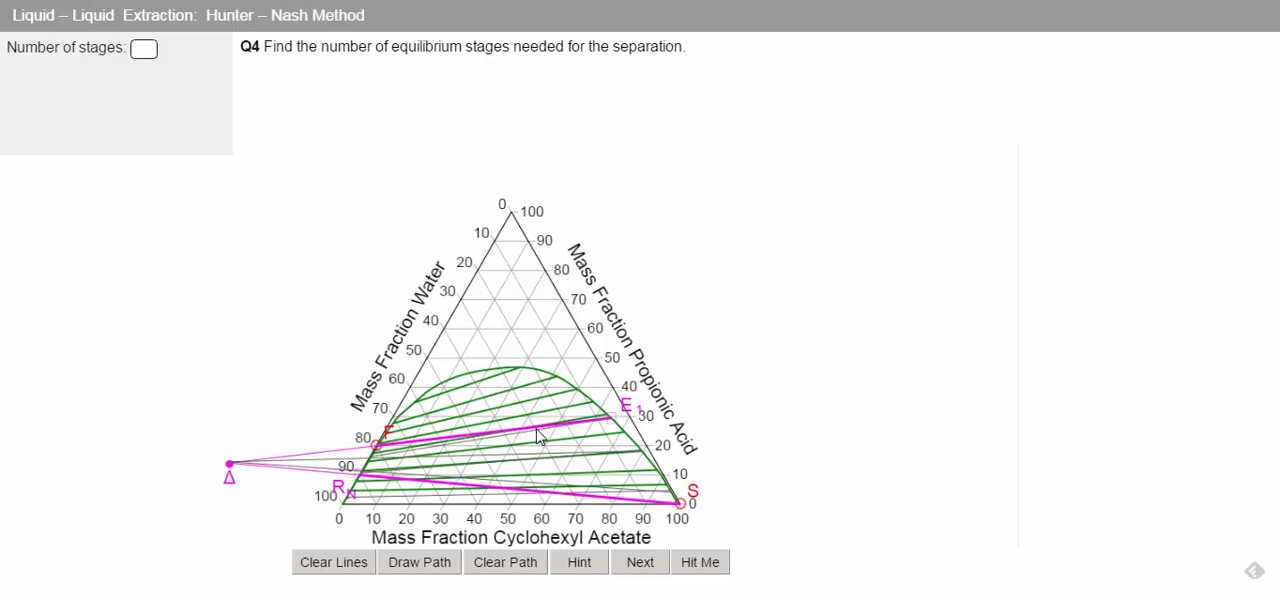 Liquid – Liquid Extraction: Hunter – Nash Method
Number of stages:
Q4 Find the number of equilibrium stages needed for the separation.
0
100
10
90
20
80
30
70
40
60
50
50
60
40
70
30
80
20
90
10
100
0
Mass Fraction Water
Mass Fraction Propionic Acid
F
E1
Δ
RN
S
0 10 20 30 40 50 60 70 80 90 100
Mass Fraction Cyclohexyl Acetate
Clear Lines Draw Path Clear Path Hint Next Hit Me